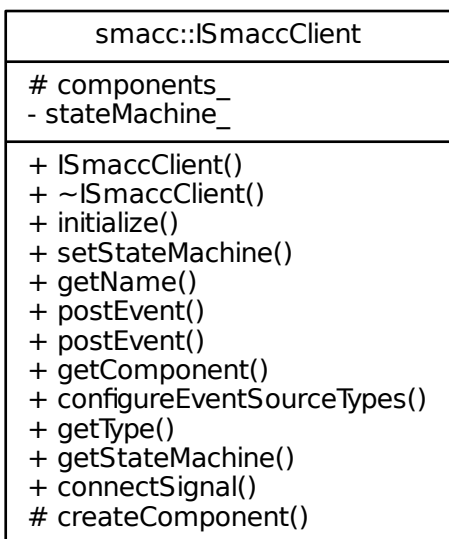 smacc::ISmaccClient
# components_
- stateMachine_
+ ISmaccClient()
+ ~ISmaccClient()
+ initialize()
+ setStateMachine()
+ getName()
+ postEvent()
+ postEvent()
+ getComponent()
+ configureEventSourceTypes()
+ getType()
+ getStateMachine()
+ connectSignal()
# createComponent()